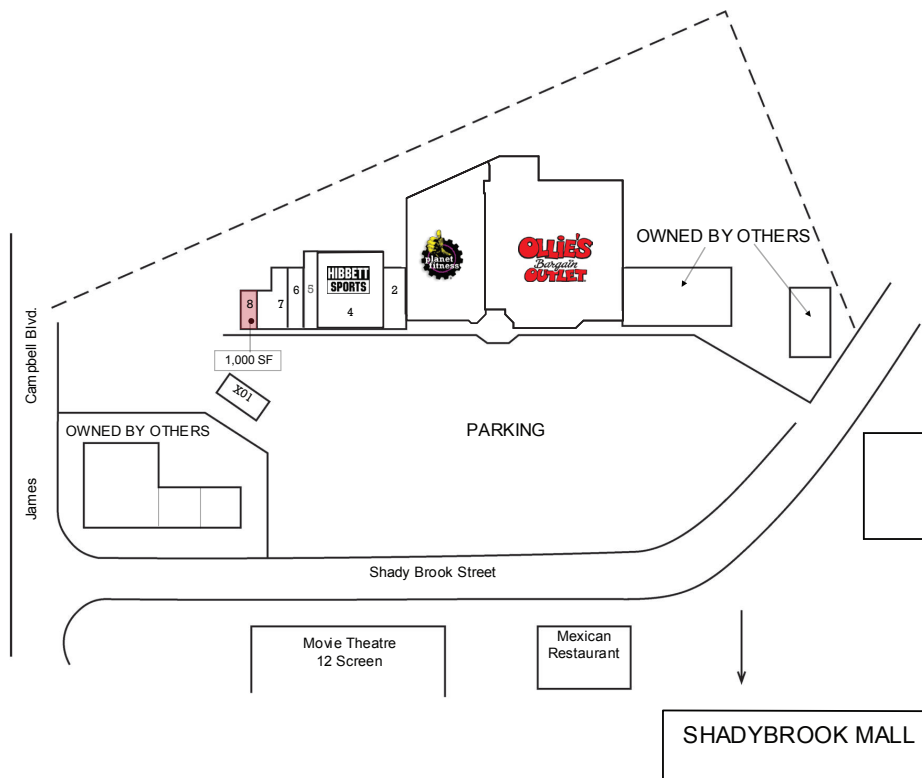 OLLIE'S
Bargain
OUTLET
OWNED BY OTHERS
planet
fitness
HIBBETT
SPORTS
8
7
6
5
4
2
1,000 SF
X01
Campbell Blvd.
James
OWNED BY OTHERS
PARKING
Shady Brook Street
Movie Theatre
12 Screen
Mexican
Restaurant
SHADYBROOK MALL